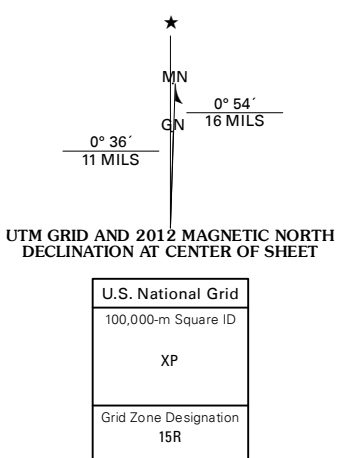 ★
MN
0° 54´
GN
16 MILS
0° 36´
11 MILS
UTM GRID AND 2012 MAGNETIC NORTH
DECLINATION AT CENTER OF SHEET
U.S. National Grid
100,000-m Square ID
XP
Grid Zone Designation
15R